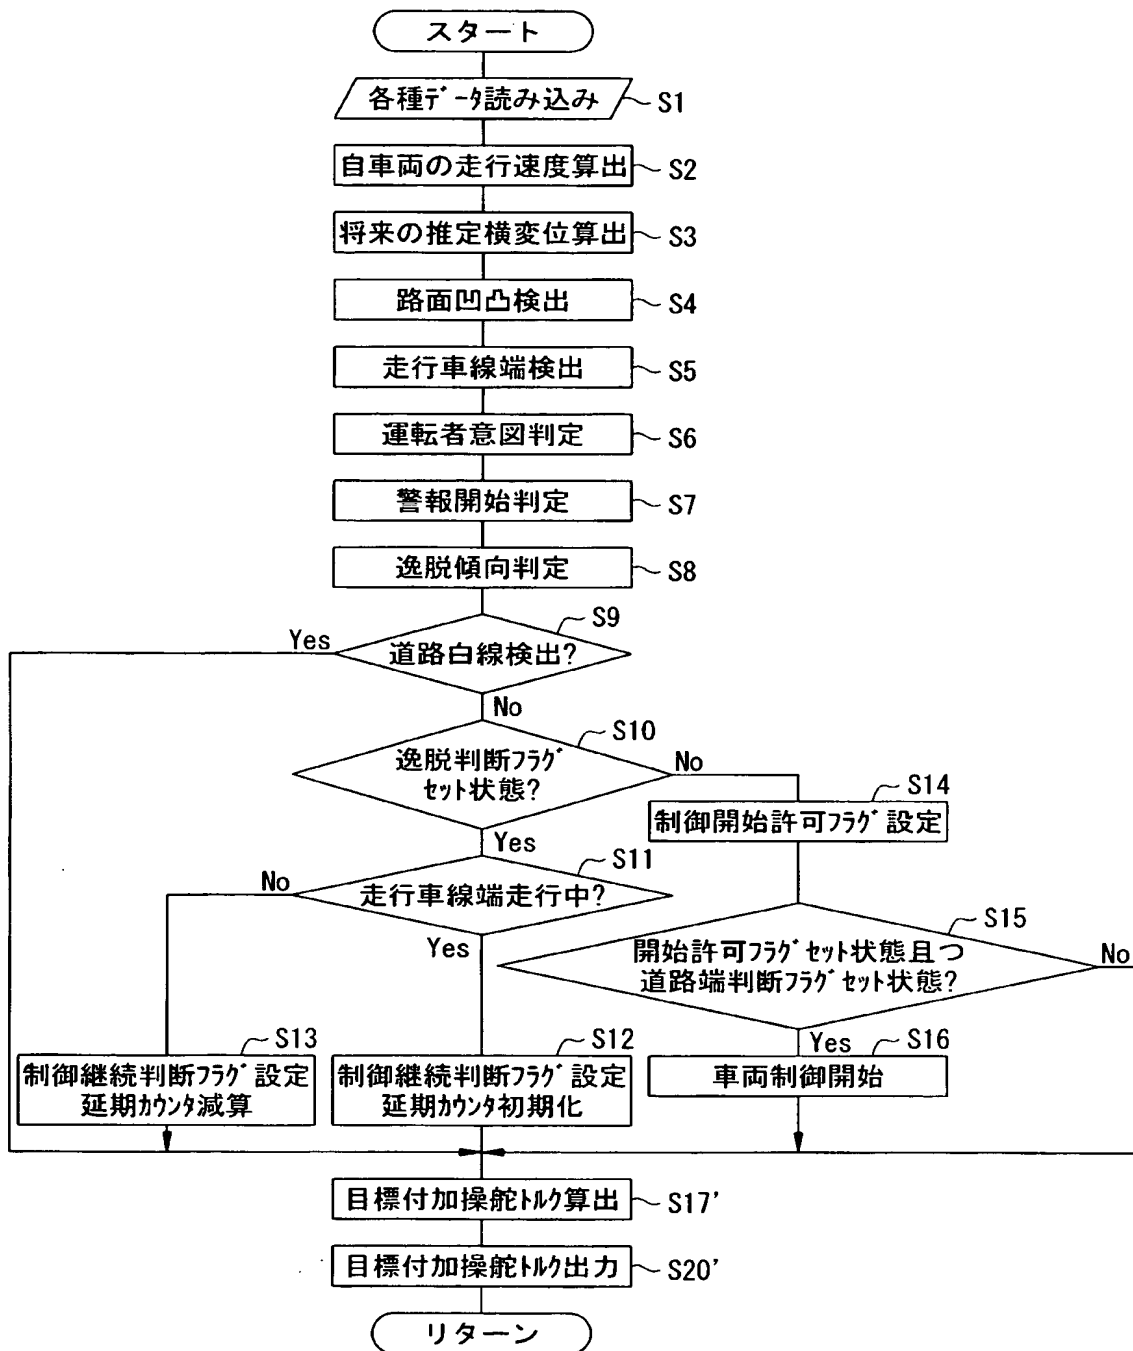 スタート
各種データ読み込み
S1
自車両の走行速度算出
S2
将来の推定横変位算出
S3
路面凹凸検出
S4
走行車線端検出
S5
運転者意図判定
S6
警報開始判定
S7
逸脱傾向判定
S8
S9
Yes
道路白線検出?
No
S10
逸脱判断フラグ
セット状態?
No
S14
制御開始許可フラグ設定
Yes
S11
No
走行車線端走行中?
Yes
S15
開始許可フラグセット状態且つ
道路端判断フラグセット状態?
No
Yes
S13
制御継続判断フラグ設定
延期カウンタ減算
S12
制御継続判断フラグ設定
延期カウンタ初期化
S16
車両制御開始
目標付加操舵トルク算出
S17'
目標付加操舵トルク出力
S20'
リターン